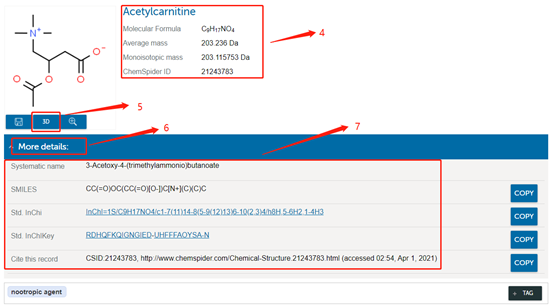 Acetylcarnitine
Molecular Formula C₉H₁₇NO₄
Average mass 203.236 Da
Monoisotopic mass 203.115753 Da
ChemSpider ID 21243783
4
N⁺
O⁻
O
O
O
3D
5
6
7
More details:
Systematic name 3-Acetoxy-4-(trimethylammonio)butanoate
SMILES CC(=O)OC(CC(=O)[O-])C[N+](C)(C)C COPY
Std. InChi InChI=1S/C9H17NO4/c1-7(11)14-8(5-9(12)13)6-10(2,3)4/h8H,5-6H2,1-4H3 COPY
Std. InChIKey RDHQFKQIGNGIED-UHFFFAOYSA-N COPY
Cite this record CSID:21243783, http://www.chemspider.com/Chemical-Structure.21243783.html (accessed 02:54, Apr 1, 2021) COPY
nootropic agent + TAG